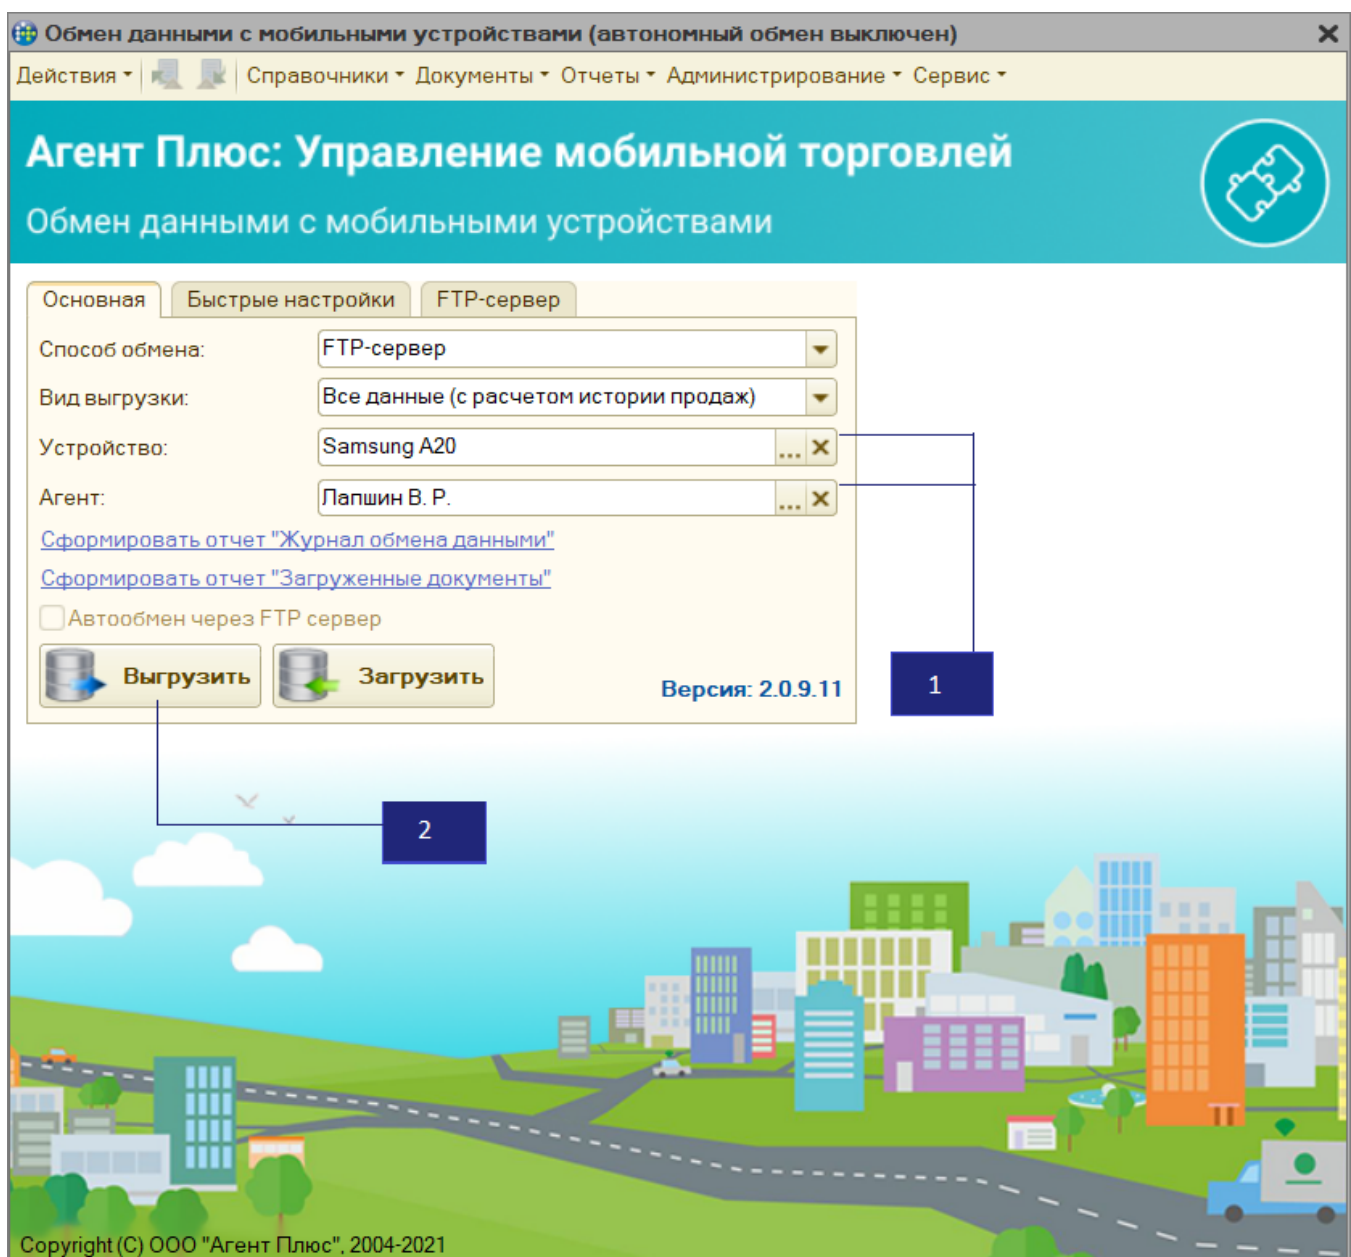 Обмен данными с мобильными устройствами (автономный обмен выключен)
Действия Справочники Документы Отчеты Администрирование Сервис
Агент Плюс: Управление мобильной торговлей
Обмен данными с мобильными устройствами
Основная Быстрые настройки FTP-сервер
Способ обмена: FTP-сервер
Вид выгрузки: Все данные (с расчетом истории продаж)
Устройство: Samsung A20 ...
Агент: Лапшин В. Р. ...
Сформировать отчет "Журнал обмена данными"
Сформировать отчет "Загруженные документы"
Автообмен через FTP сервер
Выгрузить Загрузить Версия: 2.0.9.11
1
2
Copyright (C) ООО "Агент Плюс", 2004-2021